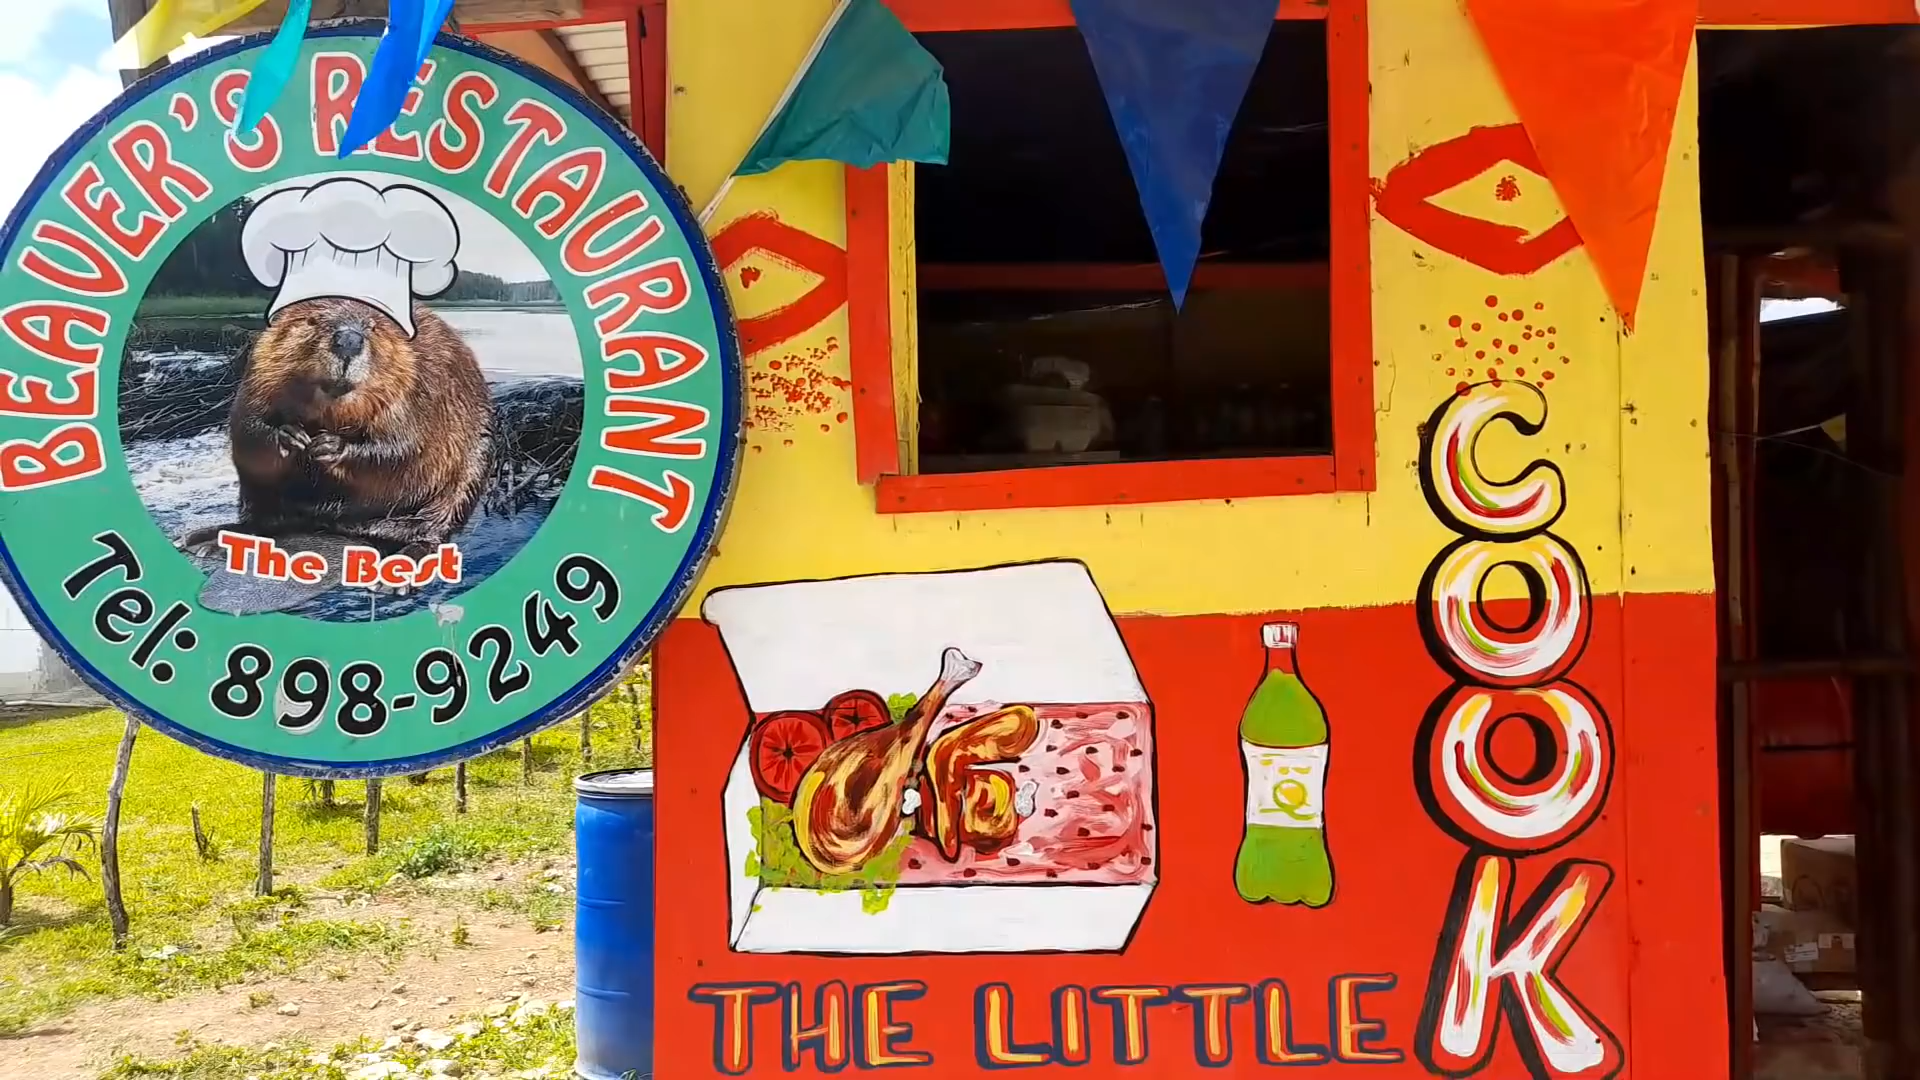 BEAVER'S RESTAURANT
The Best
Tel: 898-9249
Q
COOK
THE LITTLE